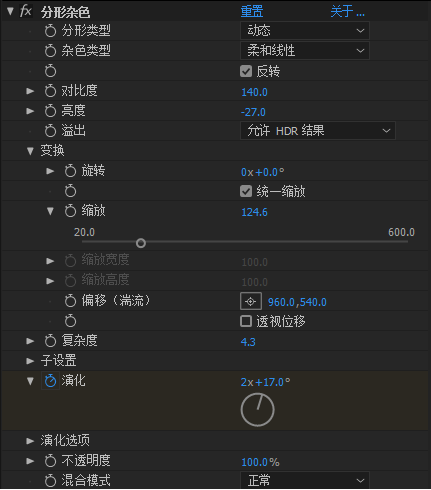 fx 分形杂色 重置 关于 ...
分形类型 动态
杂色类型 柔和线性
反转
对比度 140.0
亮度 -27.0
溢出 允许 HDR 结果
变换
旋转 0x+0.0°
统一缩放
缩放 124.6
20.0 600.0
缩放宽度 100.0
缩放高度 100.0
偏移（湍流） 960.0,540.0
透视位移
复杂度 4.3
子设置
演化 2x+17.0°
演化选项
不透明度 100.0%
混合模式 正常